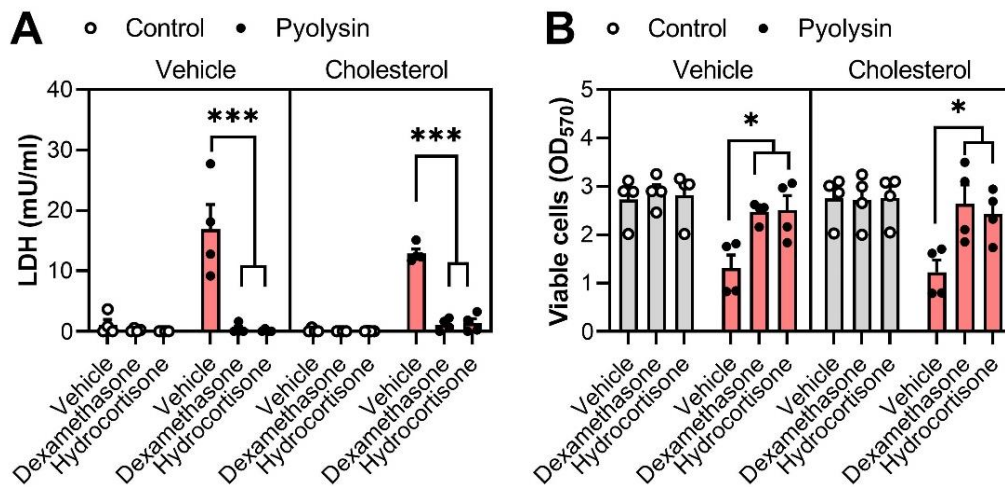 A
Control
Pyolysin
Vehicle
Cholesterol
***
***
LDH (mU/ml)
40
30
20
10
0
Vehicle
Dexamethasone
Hydrocortisone
Vehicle
Dexamethasone
Hydrocortisone
Vehicle
Dexamethasone
Hydrocortisone
Vehicle
Dexamethasone
Hydrocortisone
B
Control
Pyolysin
Vehicle
Cholesterol
*
*
Viable cells (OD570)
5
4
3
2
1
0
Vehicle
Dexamethasone
Hydrocortisone
Vehicle
Dexamethasone
Hydrocortisone
Vehicle
Dexamethasone
Hydrocortisone
Vehicle
Dexamethasone
Hydrocortisone